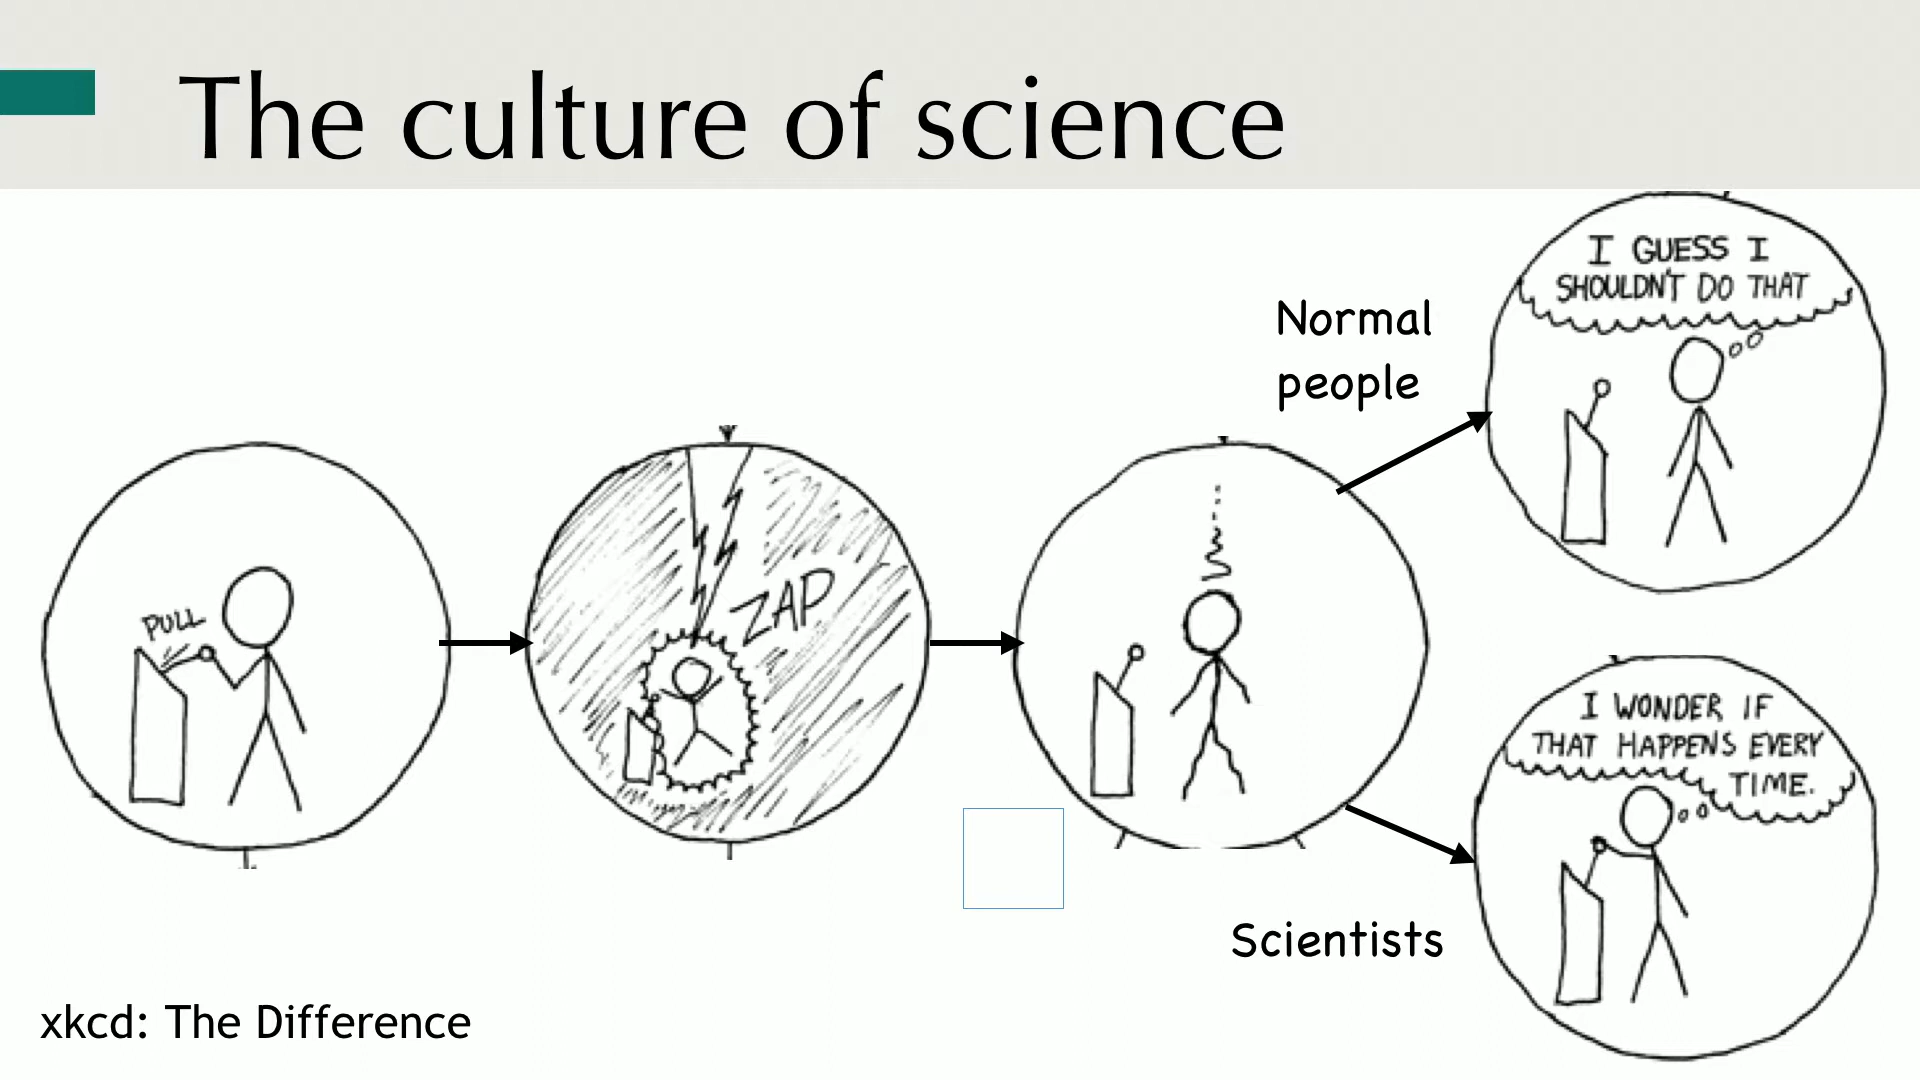 The culture of science
PULL
ZAP
Normal
people
I GUESS I
SHOULDN'T DO THAT
Scientists
I WONDER IF
THAT HAPPENS EVERY
TIME.
xkcd: The Difference